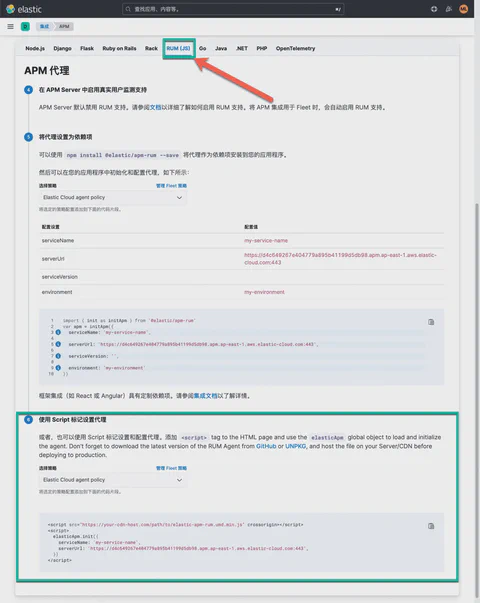 elastic
查找应用、内容等。
⌘/
ML
D
集成
APM
Node.js Django Flask Ruby on Rails Rack RUM (JS) Go Java .NET PHP OpenTelemetry
APM 代理
4 在 APM Server 中启用真实用户监测支持
APM Server 默认禁用 RUM 支持。请参阅文档以详细了解如何启用 RUM 支持。将 APM 集成用于 Fleet 时，会自动启用 RUM 支持。
5 将代理设置为依赖项
可以使用 npm install @elastic/apm-rum --save 将代理作为依赖项安装到您的应用程序。
然后可以在您的应用程序中初始化和配置代理，如下所示：
选择策略 管理 Fleet 策略
Elastic Cloud agent policy
将选定的策略配置添加到下面的代码片段。
配置设置 配置值
serviceName my-service-name
serverUrl https://d4c649267e404779a895b41199d5db98.apm.ap-east-1.aws.elastic-
cloud.com:443
serviceVersion
environment my-environment
1 import { init as initApm } from '@elastic/apm-rum'
2 var apm = initApm({
3 serviceName: 'my-service-name',
4
5 serverUrl: 'https://d4c649267e404779a895b41199d5db98.apm.ap-east-1.aws.elastic-cloud.com:443',
6
7 serviceVersion: '',
8
9 environment: 'my-environment'
10 })
框架集成（如 React 或 Angular）具有定制依赖项。请参阅集成文档以了解详情。
6 使用 Script 标记设置代理
或者，也可以使用 Script 标记设置和配置代理。添加 <script> tag to the HTML page and use the elasticApm global object to load and initialize
the agent. Don't forget to download the latest version of the RUM Agent from GitHub or UNPKG, and host the file on your Server/CDN before
deploying to production.
选择策略 管理 Fleet 策略
Elastic Cloud agent policy
将选定的策略配置添加到下面的代码片段。
<script src="https://your-cdn-host.com/path/to/elastic-apm-rum.umd.min.js" crossorigin></script>
<script>
elasticApm.init({
serviceName: 'my-service-name',
serverUrl: 'https://d4c649267e404779a895b41199d5db98.apm.ap-east-1.aws.elastic-cloud.com:443',
})
</script>